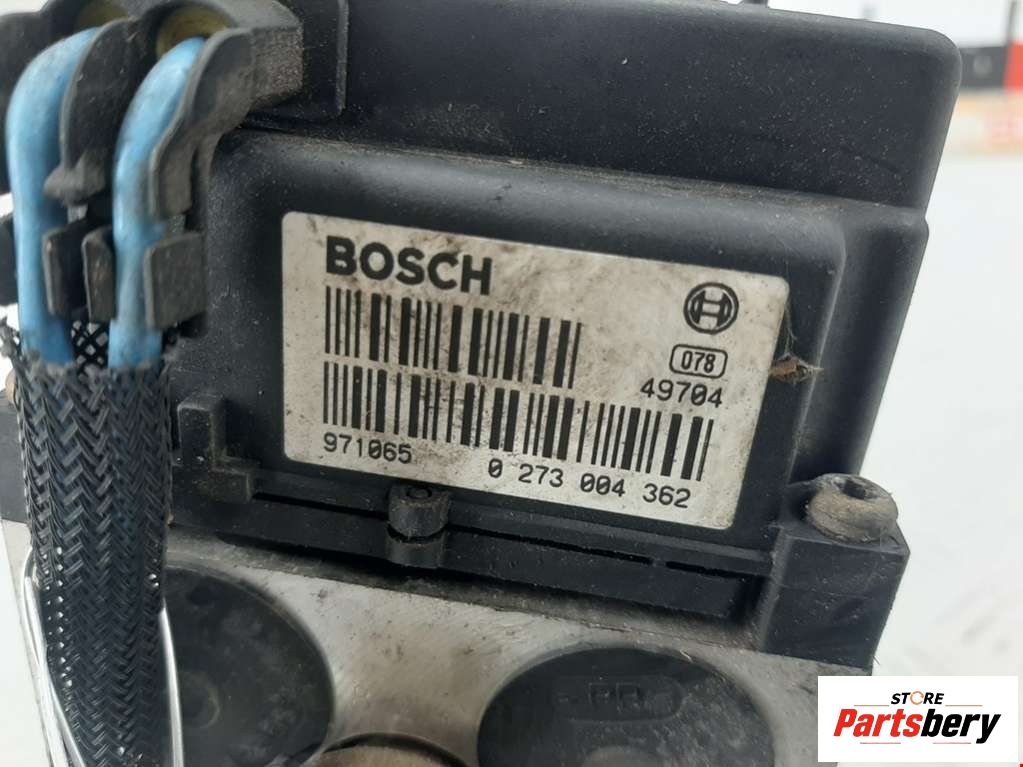 BOSCH
078
49704
971065 0 273 004 362
STORE
Partsbery